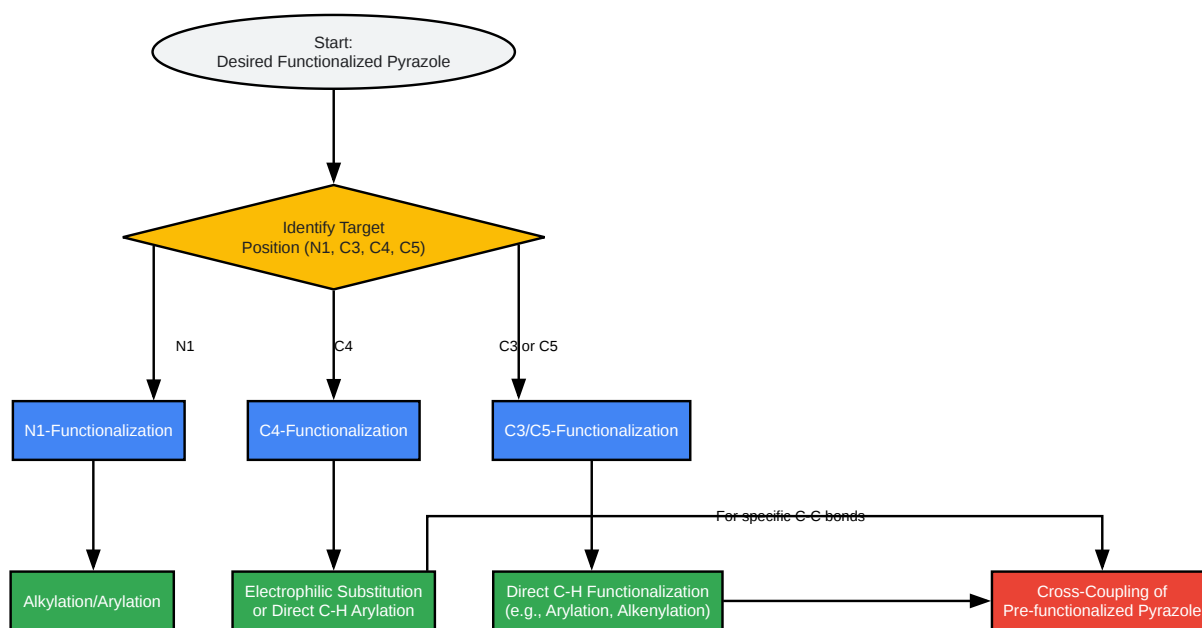 Start:
Desired Functionalized Pyrazole
Identify Target
Position (N1, C3, C4, C5)
N1
C4
C3 or C5
N1-Functionalization
C4-Functionalization
C3/C5-Functionalization
For specific C-C bonds
Alkylation/Arylation
Electrophilic Substitution
or Direct C-H Arylation
Direct C-H Functionalization
(e.g., Arylation, Alkenylation)
Cross-Coupling of
Pre-functionalized Pyrazole